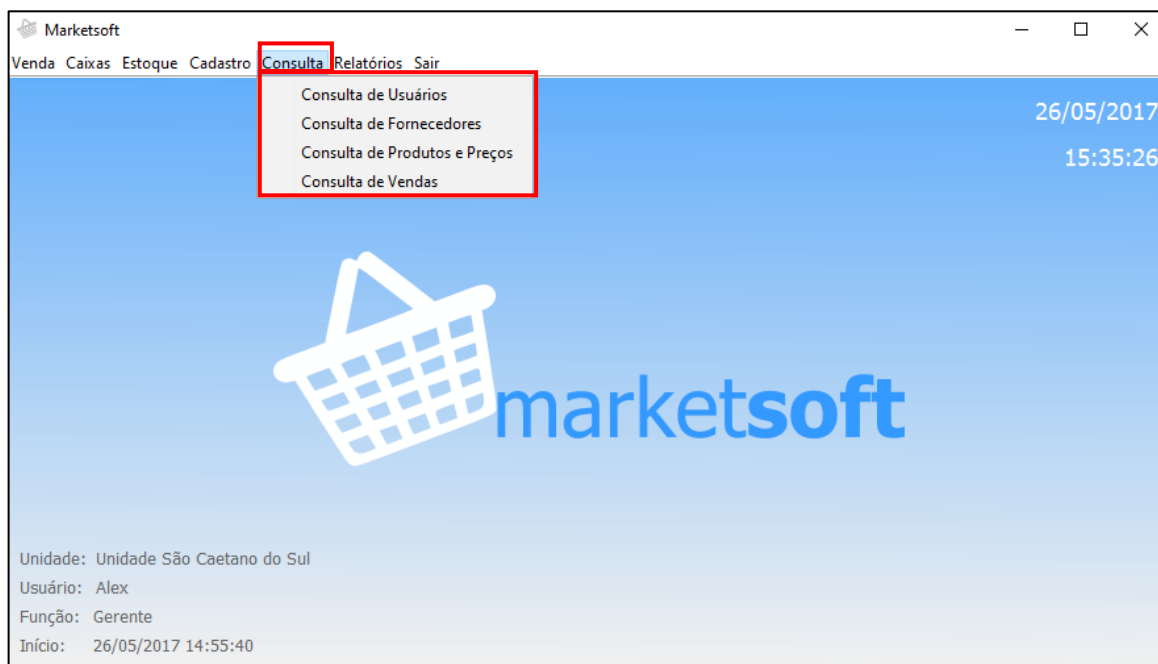 Marketsoft
Venda Caixas Estoque Cadastro Consulta Relatórios Sair
Consulta de Usuários
Consulta de Fornecedores
Consulta de Produtos e Preços
Consulta de Vendas
26/05/2017
15:35:26
marketsoft
Unidade: Unidade São Caetano do Sul
Usuário: Alex
Função: Gerente
Início: 26/05/2017 14:55:40